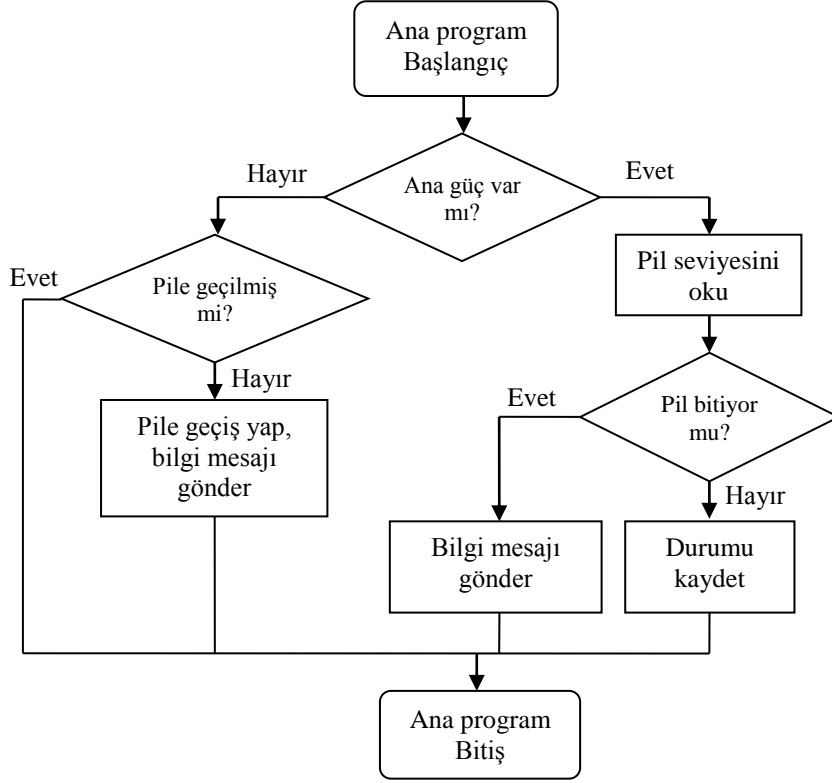 Ana program
Başlangıç
Hayır
Ana güç var
mı?
Evet
Evet
Pile geçilmiş
mi?
Pil seviyesini
oku
Hayır
Pile geçiş yap,
bilgi mesajı
gönder
Evet
Pil bitiyor
mu?
Hayır
Bilgi mesajı
gönder
Durumu
kaydet
Ana program
Bitiş